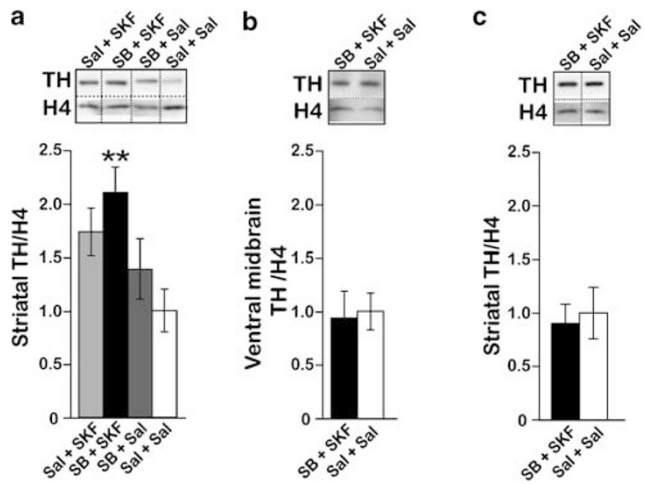 a
Sal + SKF
SB + SKF
SB + Sal
Sal + Sal
TH
H4
2.5
2.0
1.5
1.0
0.5
0
**
Striatal TH/H4
Sal + SKF
SB + SKF
SB + Sal
Sal + Sal
b
SB + SKF
Sal + Sal
TH
H4
2.5
2.0
1.5
1.0
0.5
0
Ventral midbrain
TH /H4
SB + SKF
Sal + Sal
c
SB + SKF
Sal + Sal
TH
H4
2.5
2.0
1.5
1.0
0.5
0
Striatal TH/H4
SB + SKF
Sal + Sal